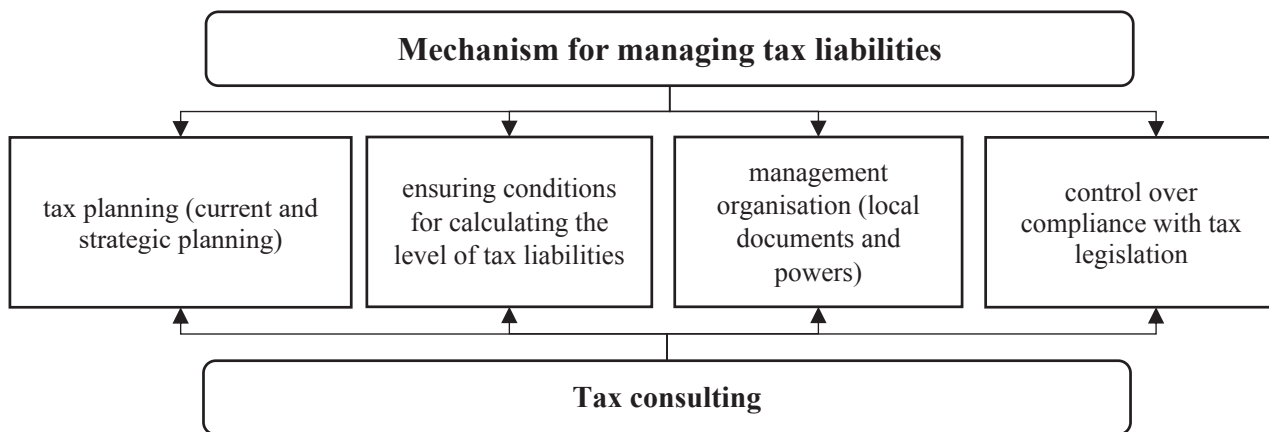 Mechanism for managing tax liabilities
tax planning (current and
strategic planning)
ensuring conditions
for calculating the
level of tax liabilities
management
organisation (local
documents and
powers)
control over
compliance with tax
legislation
Tax consulting